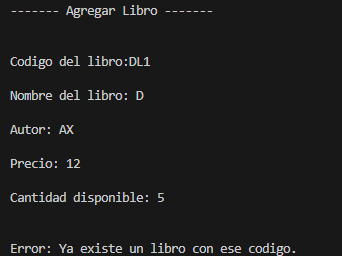 ------- Agregar Libro -------
Codigo del libro:DL1
Nombre del libro: D
Autor: AX
Precio: 12
Cantidad disponible: 5
Error: Ya existe un libro con ese codigo.